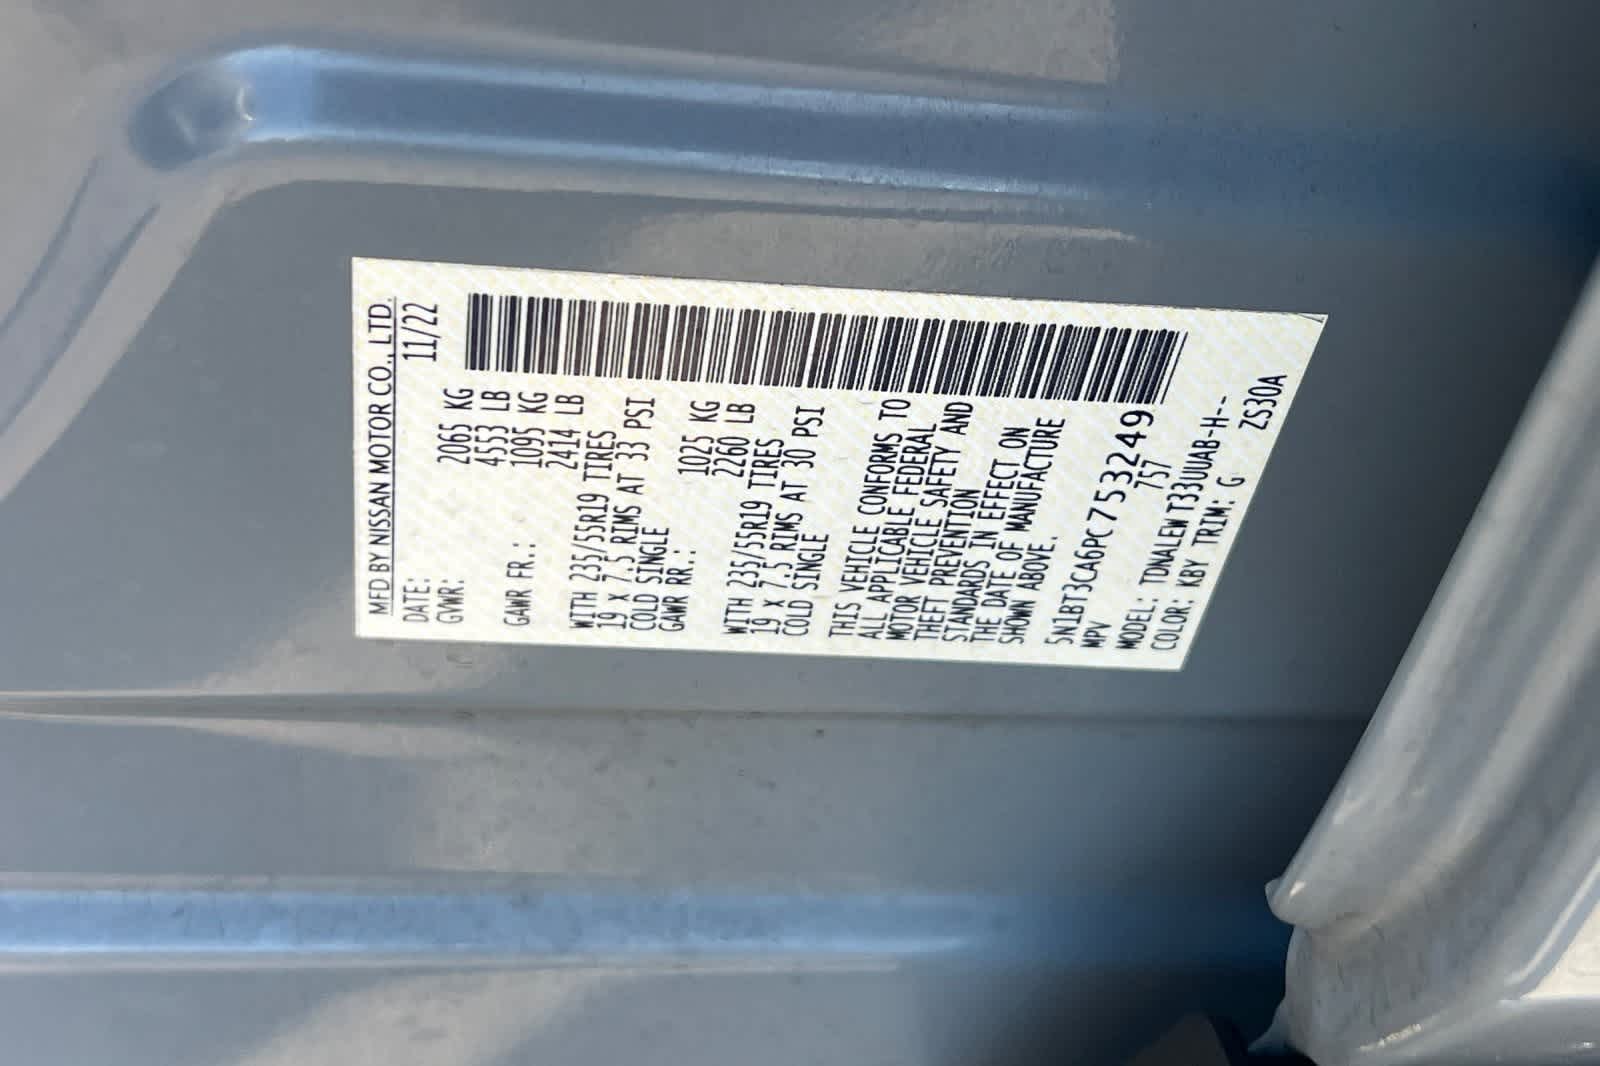 MFD BY NISSAN MOTOR CO., LTD.
DATE: 11/22
GVWR: 2065 KG
4553 LB
GAWR FR.: 1095 KG
2414 LB
WITH 235/55R19 TIRES
19 x 7.5 RIMS AT 33 PSI
COLD SINGLE
GAWR RR.: 1025 KG
2260 LB
WITH 235/55R19 TIRES
19 x 7.5 RIMS AT 30 PSI
COLD SINGLE
THIS VEHICLE CONFORMS TO
ALL APPLICABLE FEDERAL
MOTOR VEHICLE SAFETY AND
THEFT PREVENTION
STANDARDS IN EFFECT ON
THE DATE OF MANUFACTURE
SHOWN ABOVE.
5N1BT3CA6PC753249
MPV 757
MODEL: TONALEW T33UUAB-H--
COLOR: KBY TRIM: G ZS30A